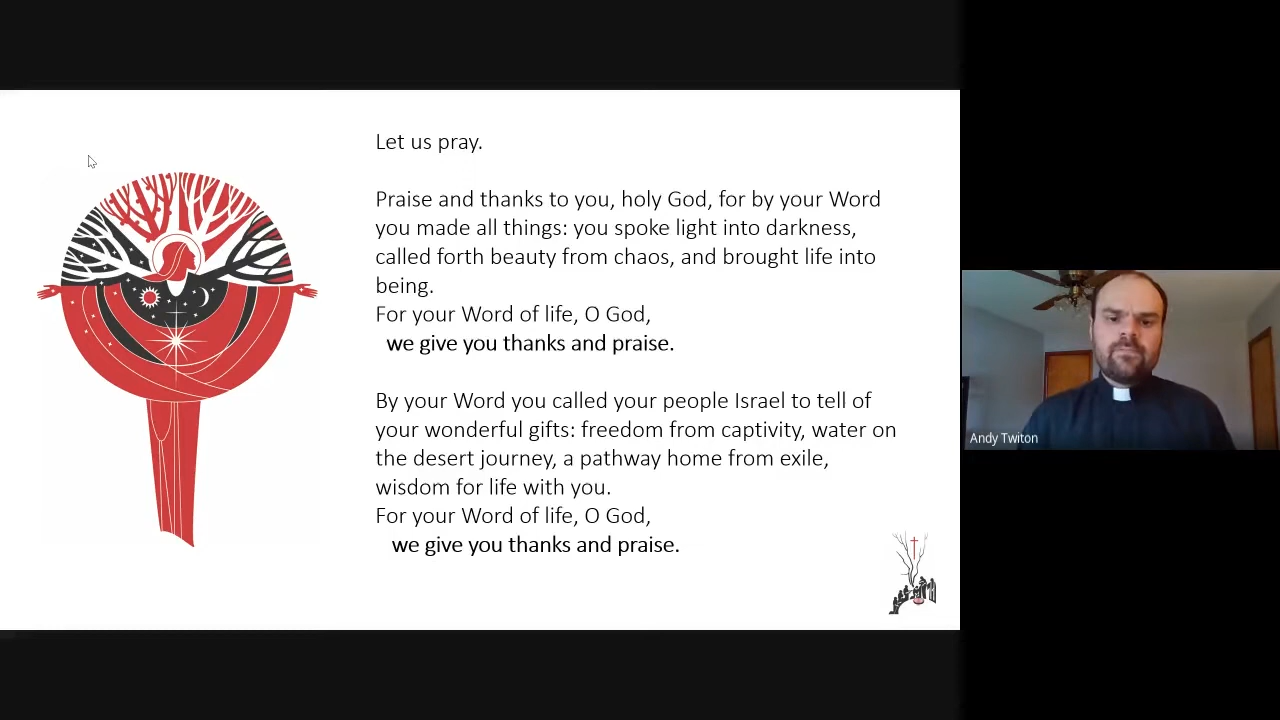 Let us pray.
Praise and thanks to you, holy God, for by your Word
you made all things: you spoke light into darkness,
called forth beauty from chaos, and brought life into
being.
For your Word of life, O God,
we give you thanks and praise.
By your Word you called your people Israel to tell of
your wonderful gifts: freedom from captivity, water on
the desert journey, a pathway home from exile,
wisdom for life with you.
For your Word of life, O God,
we give you thanks and praise.
Andy Twiton